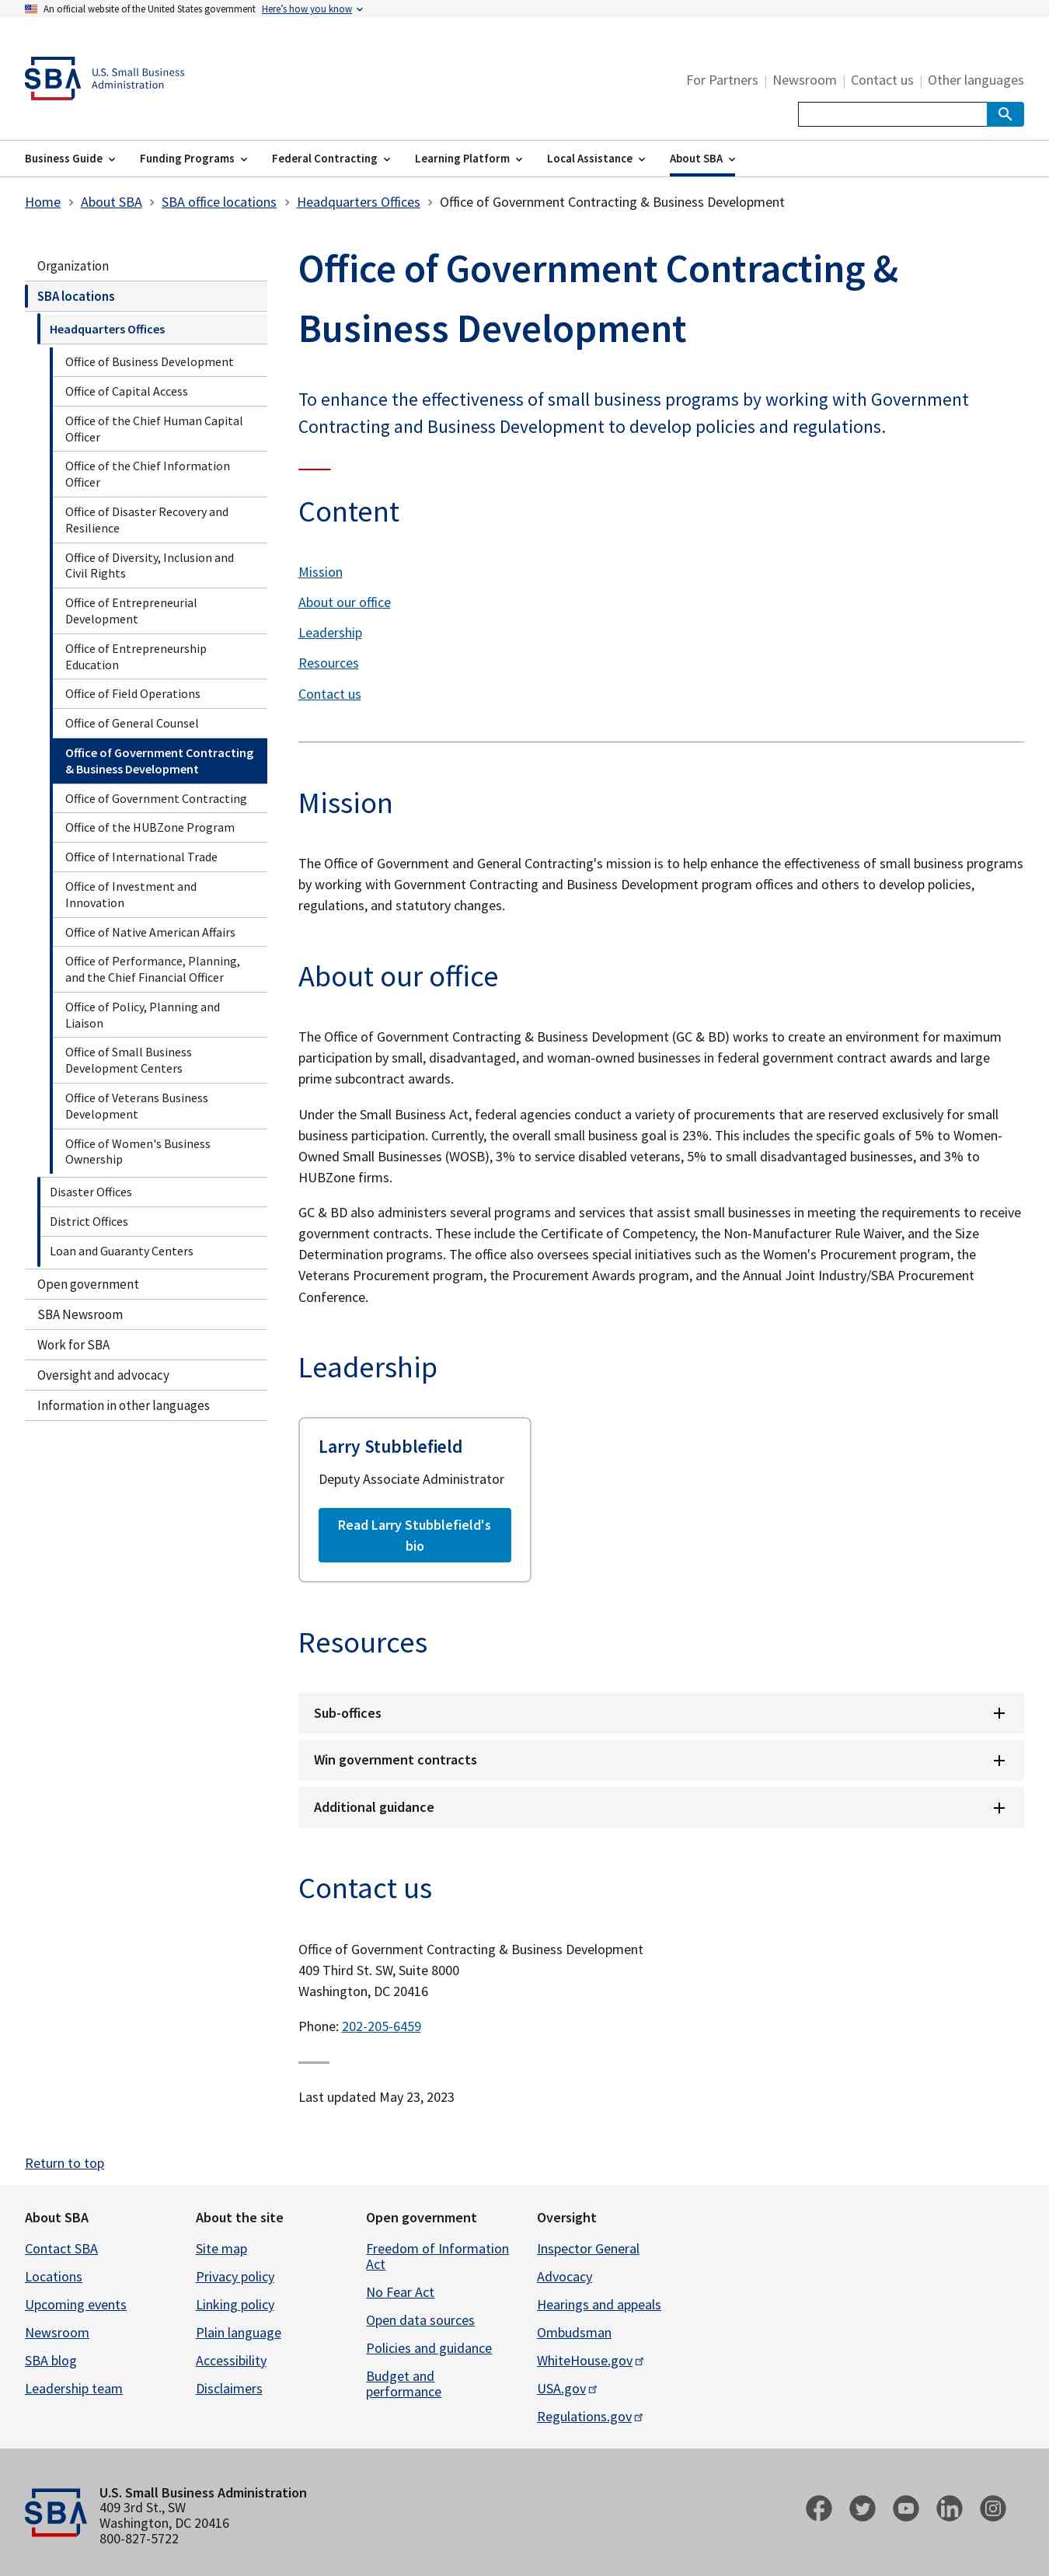 An official website of the United States government Here's how you know
SBA U.S. Small Business
Administration
For Partners | Newsroom | Contact us | Other languages
Business Guide Funding Programs Federal Contracting Learning Platform Local Assistance About SBA
Home > About SBA > SBA office locations > Headquarters Offices > Office of Government Contracting & Business Development
Organization
SBA locations
Headquarters Offices
Office of Business Development
Office of Capital Access
Office of the Chief Human Capital
Officer
Office of the Chief Information
Officer
Office of Disaster Recovery and
Resilience
Office of Diversity, Inclusion and
Civil Rights
Office of Entrepreneurial
Development
Office of Entrepreneurship
Education
Office of Field Operations
Office of General Counsel
Office of Government Contracting
& Business Development
Office of Government Contracting
Office of the HUBZone Program
Office of International Trade
Office of Investment and
Innovation
Office of Native American Affairs
Office of Performance, Planning,
and the Chief Financial Officer
Office of Policy, Planning and
Liaison
Office of Small Business
Development Centers
Office of Veterans Business
Development
Office of Women's Business
Ownership
Disaster Offices
District Offices
Loan and Guaranty Centers
Open government
SBA Newsroom
Work for SBA
Oversight and advocacy
Information in other languages
Office of Government Contracting &
Business Development
To enhance the effectiveness of small business programs by working with Government
Contracting and Business Development to develop policies and regulations.
Content
Mission
About our office
Leadership
Resources
Contact us
Mission
The Office of Government and General Contracting's mission is to help enhance the effectiveness of small business programs
by working with Government Contracting and Business Development program offices and others to develop policies,
regulations, and statutory changes.
About our office
The Office of Government Contracting & Business Development (GC & BD) works to create an environment for maximum
participation by small, disadvantaged, and woman-owned businesses in federal government contract awards and large
prime subcontract awards.
Under the Small Business Act, federal agencies conduct a variety of procurements that are reserved exclusively for small
business participation. Currently, the overall small business goal is 23%. This includes the specific goals of 5% to Women-
Owned Small Businesses (WOSB), 3% to service disabled veterans, 5% to small disadvantaged businesses, and 3% to
HUBZone firms.
GC & BD also administers several programs and services that assist small businesses in meeting the requirements to receive
government contracts. These include the Certificate of Competency, the Non-Manufacturer Rule Waiver, and the Size
Determination programs. The office also oversees special initiatives such as the Women's Procurement program, the
Veterans Procurement program, the Procurement Awards program, and the Annual Joint Industry/SBA Procurement
Conference.
Leadership
Larry Stubblefield
Deputy Associate Administrator
Read Larry Stubblefield's
bio
Resources
Sub-offices
Win government contracts
Additional guidance
Contact us
Office of Government Contracting & Business Development
409 Third St. SW, Suite 8000
Washington, DC 20416
Phone: 202-205-6459
Last updated May 23, 2023
Return to top
About SBA
Contact SBA
Locations
Upcoming events
Newsroom
SBA blog
Leadership team
About the site
Site map
Privacy policy
Linking policy
Plain language
Accessibility
Disclaimers
Open government
Freedom of Information
Act
No Fear Act
Open data sources
Policies and guidance
Budget and
performance
Oversight
Inspector General
Advocacy
Hearings and appeals
Ombudsman
WhiteHouse.gov
USA.gov
Regulations.gov
SBA
U.S. Small Business Administration
409 3rd St., SW
Washington, DC 20416
800-827-5722